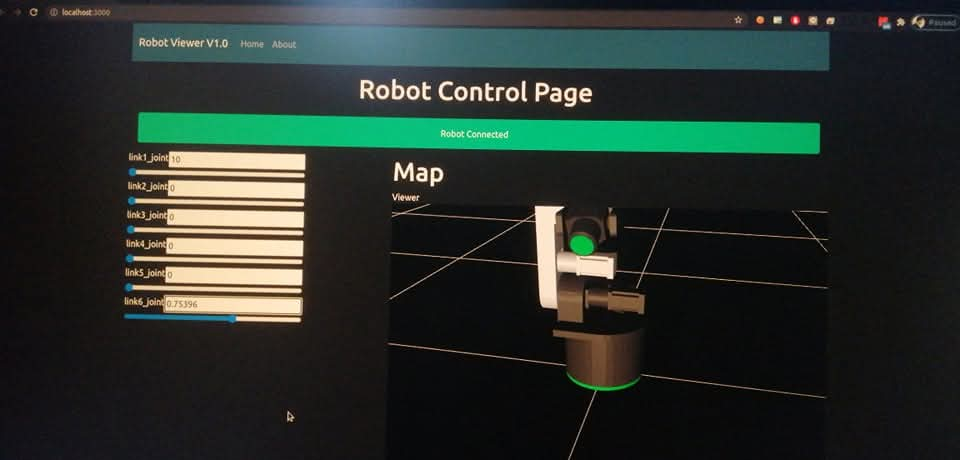 localhost:3000
Paused
Robot Viewer V1.0 Home About
Robot Control Page
Robot Connected
link1_joint 10
link2_joint 0
link3_joint 0
link4_joint 0
link5_joint 0
link6_joint 0.75396
Map
Viewer